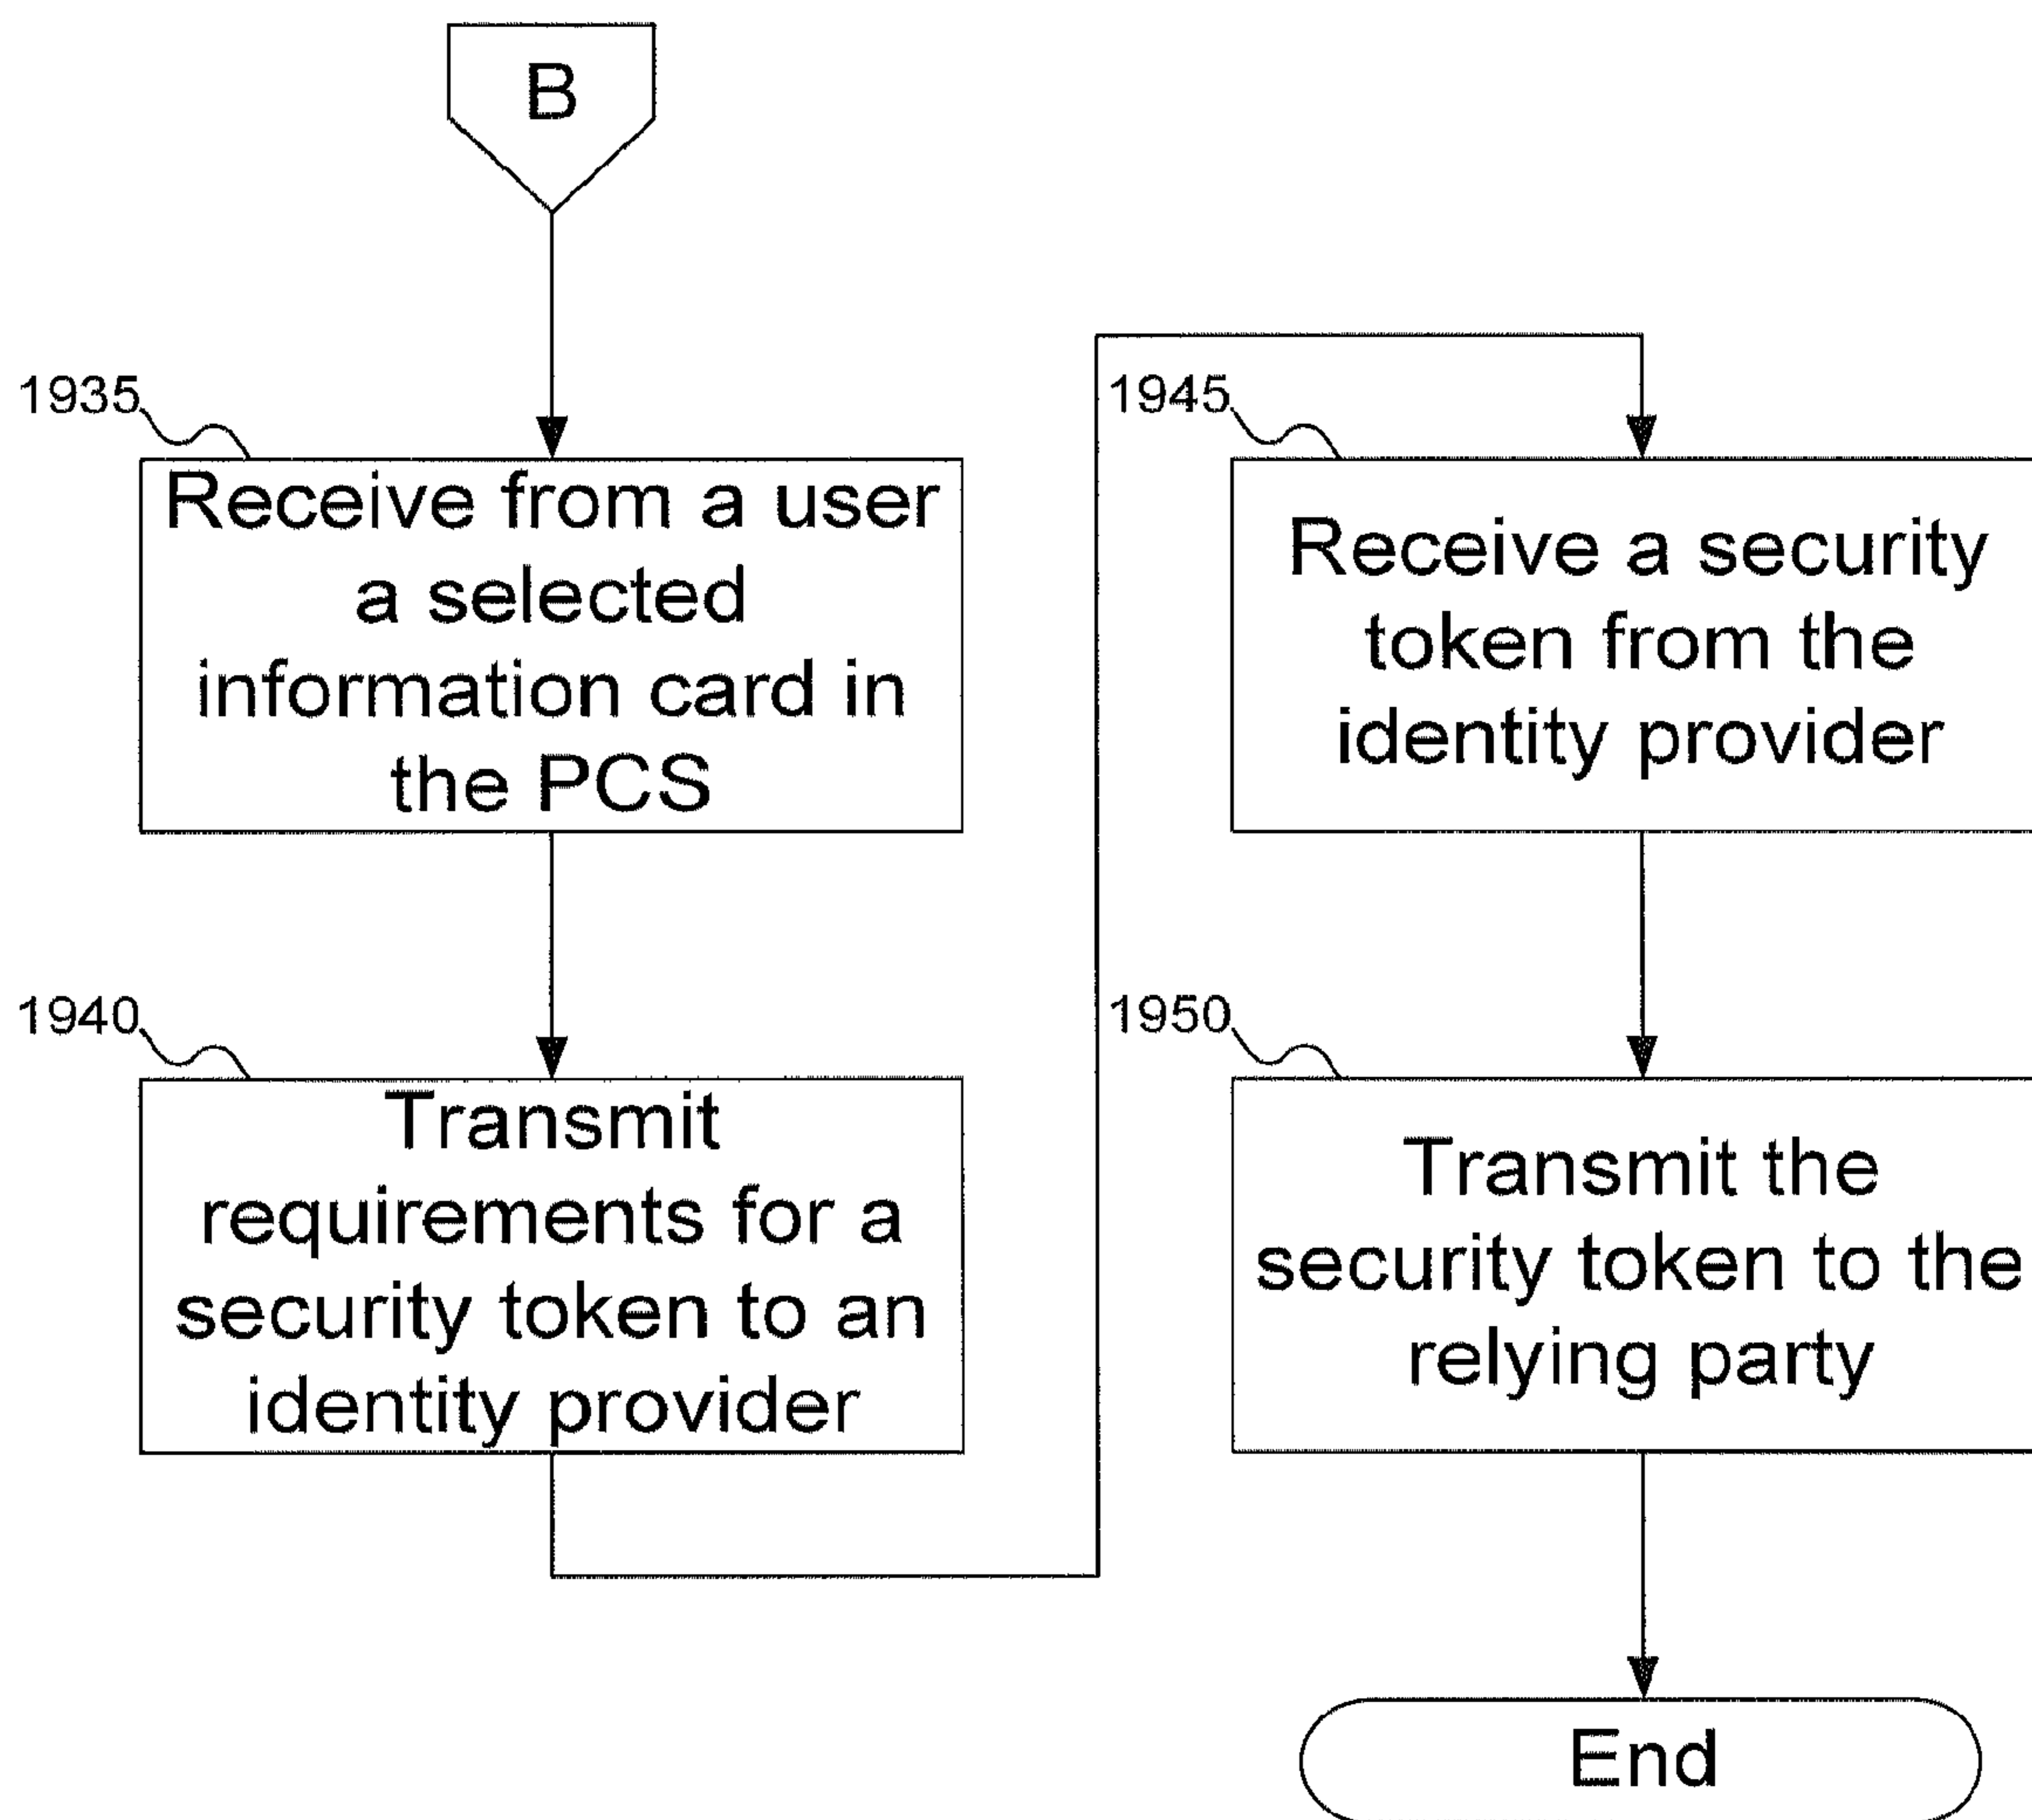 B
1935
Receive from a user
a selected
information card in
the PCS
1940
Transmit
requirements for a
security token to an
identity provider
1945
Receive a security
token from the
identity provider
1950
Transmit the
security token to the
relying party
End